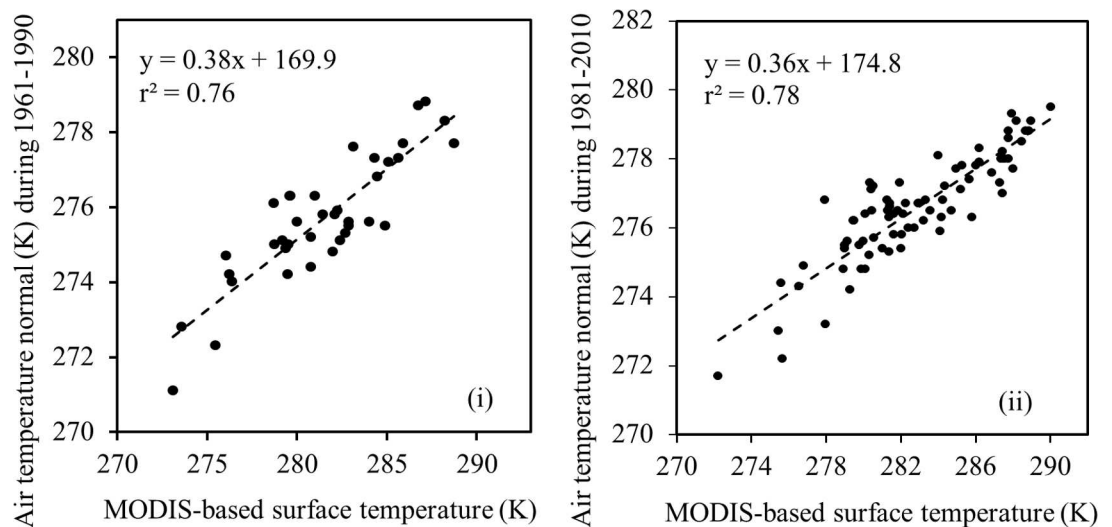 Air temperature normal (K) during 1961-1990
280
278
276
274
272
270
y = 0.38x + 169.9
r² = 0.76
(i)
270 275 280 285 290
MODIS-based surface temperature (K)
Air temperature normal (K) during 1981-2010
282
280
278
276
274
272
270
y = 0.36x + 174.8
r² = 0.78
(ii)
270 274 278 282 286 290
MODIS-based surface temperature (K)